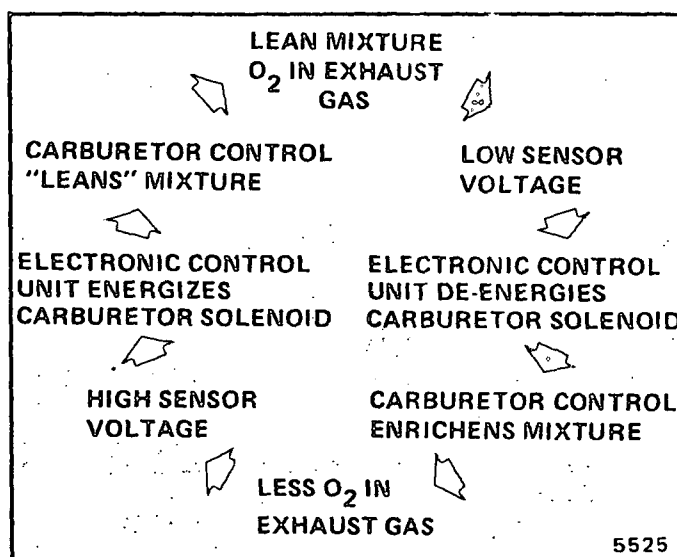 LEAN MIXTURE
O2 IN EXHAUST
GAS
CARBURETOR CONTROL
"LEANS" MIXTURE
LOW SENSOR
VOLTAGE
ELECTRONIC CONTROL
UNIT ENERGIZES
CARBURETOR SOLENOID
ELECTRONIC CONTROL
UNIT DE-ENERGIES
CARBURETOR SOLENOID
HIGH SENSOR
VOLTAGE
CARBURETOR CONTROL
ENRICHENS MIXTURE
LESS O2 IN
EXHAUST GAS
5525